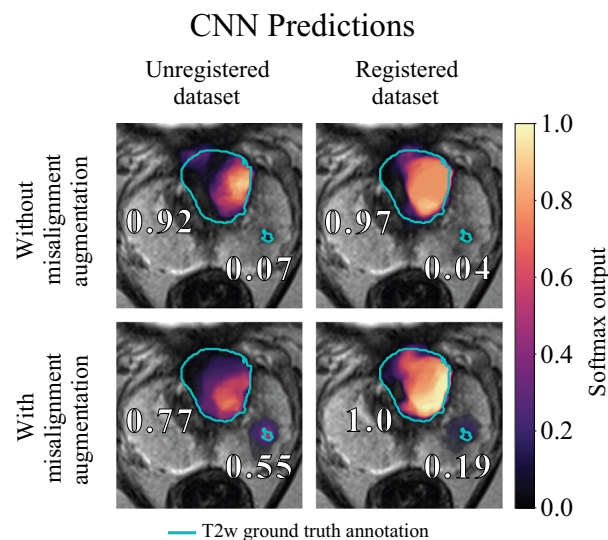 CNN Predictions
Unregistered
dataset
Registered
dataset
Without
misalignment
augmentation
0.92
0.07
0.97
0.04
With
misalignment
augmentation
0.77
0.55
1.0
0.19
1.0
0.8
0.6
0.4
0.2
0.0
Softmax output
T2w ground truth annotation